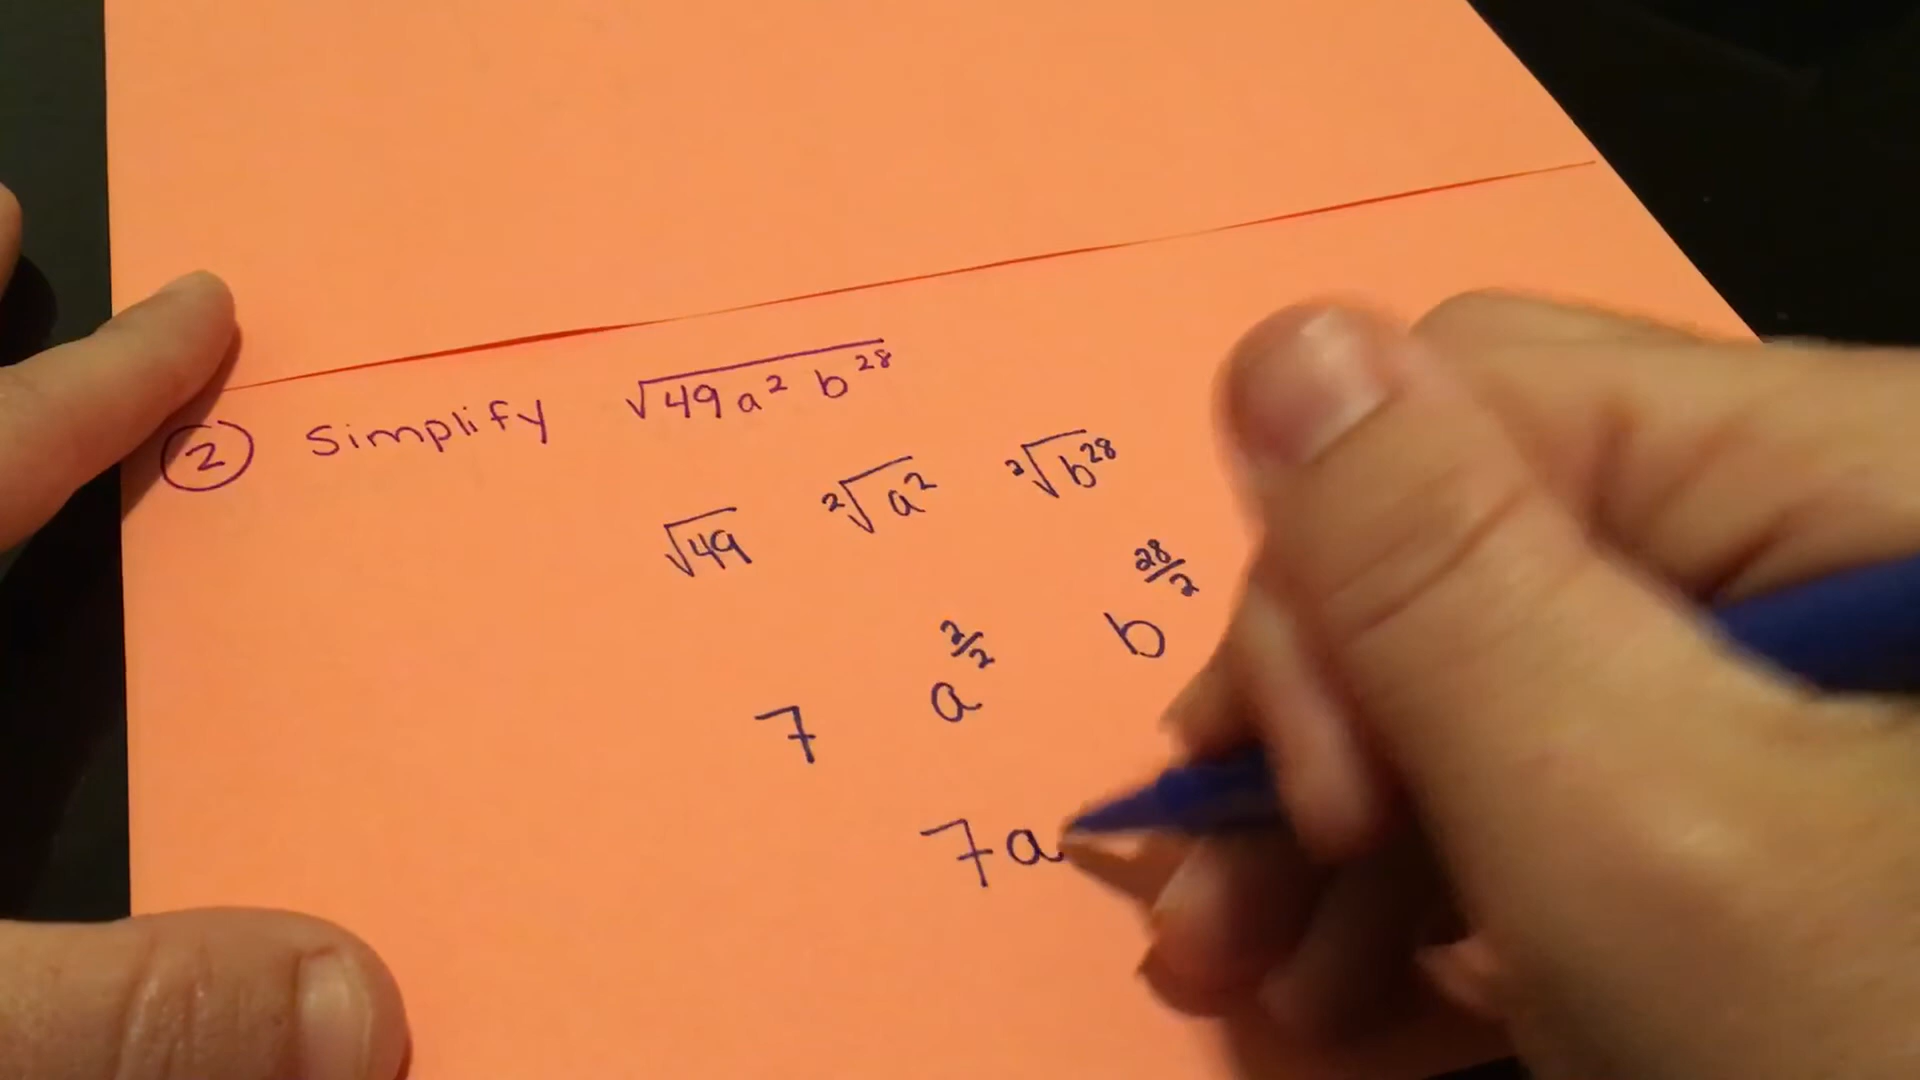 ② Simplify √49a² b²⁸
√49 ²√a² ²√b²⁸
7 a^2/2 b^28/2
7a